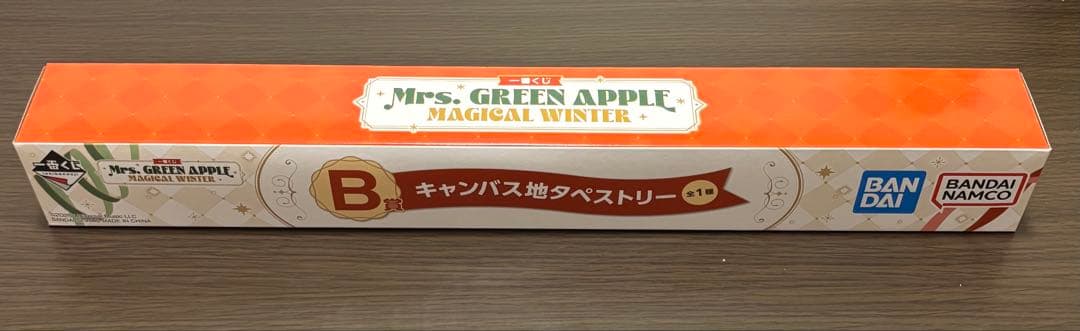 一番くじ
Mrs. GREEN APPLE
MAGICAL WINTER
一番くじ
一番くじ
Mrs. GREEN APPLE
MAGICAL WINTER
B賞
キャンバス地タペストリー
全1種
BAN
DAI
BANDAI
NAMCO
MADE IN CHINA